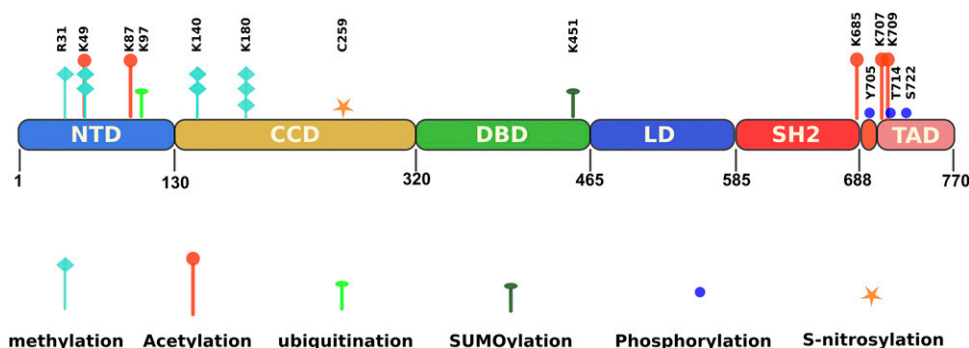 R31 K49 K87 K97 K140 K180 C259 K451 K685 Y705 K707 K709 T714 S722
NTD CCD DBD LD SH2 TAD
1 130 320 465 585 688 770
methylation Acetylation ubiquitination SUMOylation Phosphorylation S-nitrosylation